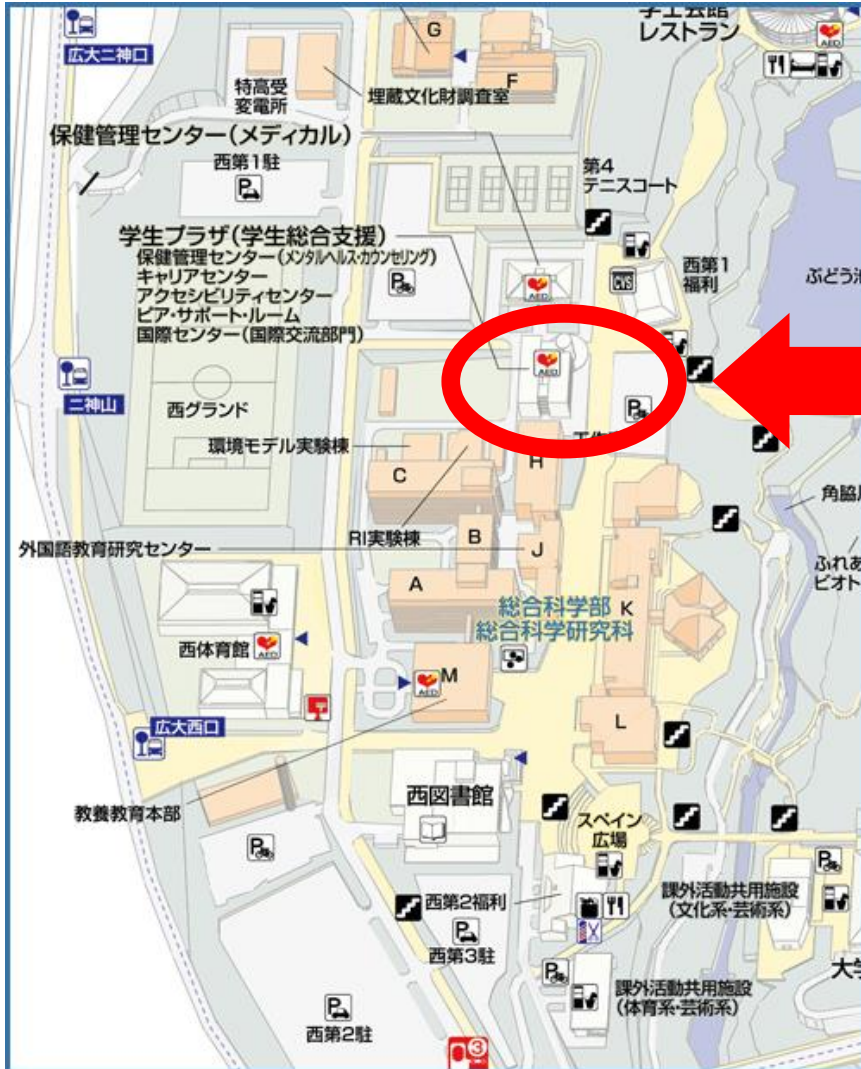 学士会館
レストラン
AED
広大二神口
G
F
特高受
変電所
埋蔵文化財調査室
保健管理センター(メディカル)
西第1駐
P
第4
テニスコート
学生プラザ(学生総合支援)
保健管理センター(メンタルヘルス・カウンセリング)
キャリアセンター
アクセシビリティセンター
ピア・サポート・ルーム
国際センター(国際交流部門)
P
AED
CVS
西第1
福利
ぶどう池
AED
P
二神山
西グランド
環境モデル実験棟
H
C
RI実験棟
B
J
外国語教育研究センター
A
総合科学部
総合科学研究科
K
角脇
ふれあ
ビオト
西体育館
AED
AED
M
L
広大西口
教養教育本部
西図書館
スペイン
広場
P
P
西第2福利
P
西第3駐
課外活動共用施設
(文化系・芸術系)
大学
P
課外活動共用施設
(体育系・芸術系)
P
西第2駐
3